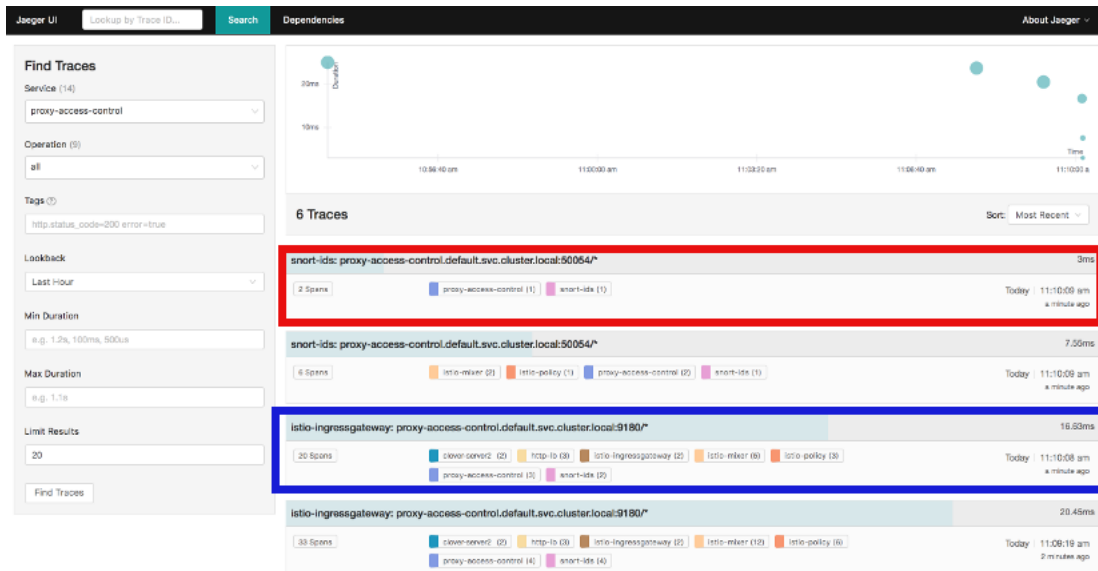 Jaeger UI
Lookup by Trace ID...
Search
Dependencies
About Jaeger
Find Traces
Service (14)
proxy-access-control
Operation (9)
all
Tags
http.status_code=200 error=true
Lookback
Last Hour
Min Duration
e.g. 1.2s, 100ms, 500us
Max Duration
e.g. 1.1s
Limit Results
20
Find Traces
Duration
20ms
10ms
Time
10:56:40 am
11:00:00 am
11:03:20 am
11:06:40 am
11:10:00 a
6 Traces
Sort: Most Recent
snort-ids: proxy-access-control.default.svc.cluster.local:50054/*
3ms
2 Spans
proxy-access-control (1) snort-ids (1)
Today 11:10:09 am
a minute ago
snort-ids: proxy-access-control.default.svc.cluster.local:50054/*
7.55ms
6 Spans
istio-mixer (2) istio-policy (1) proxy-access-control (2) snort-ids (1)
Today 11:10:09 am
a minute ago
istio-ingressgateway: proxy-access-control.default.svc.cluster.local:9180/*
16.63ms
20 Spans
clover-server2 (2) http-lb (3) istio-ingressgateway (2) istio-mixer (6) istio-policy (3)
proxy-access-control (3) snort-ids (2)
Today 11:10:08 am
a minute ago
istio-ingressgateway: proxy-access-control.default.svc.cluster.local:9180/*
20.45ms
33 Spans
clover-server2 (2) http-lb (3) istio-ingressgateway (2) istio-mixer (12) istio-policy (6)
proxy-access-control (4) snort-ids (4)
Today 11:09:19 am
2 minutes ago